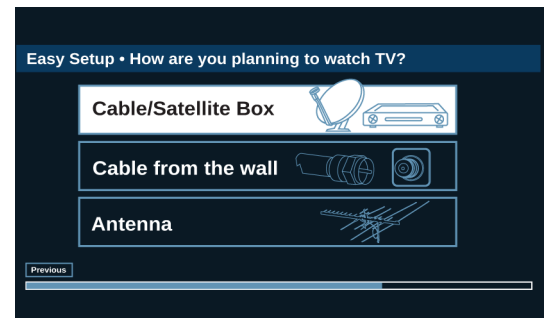 Easy Setup • How are you planning to watch TV?
Cable/Satellite Box
Cable from the wall
Antenna
Previous